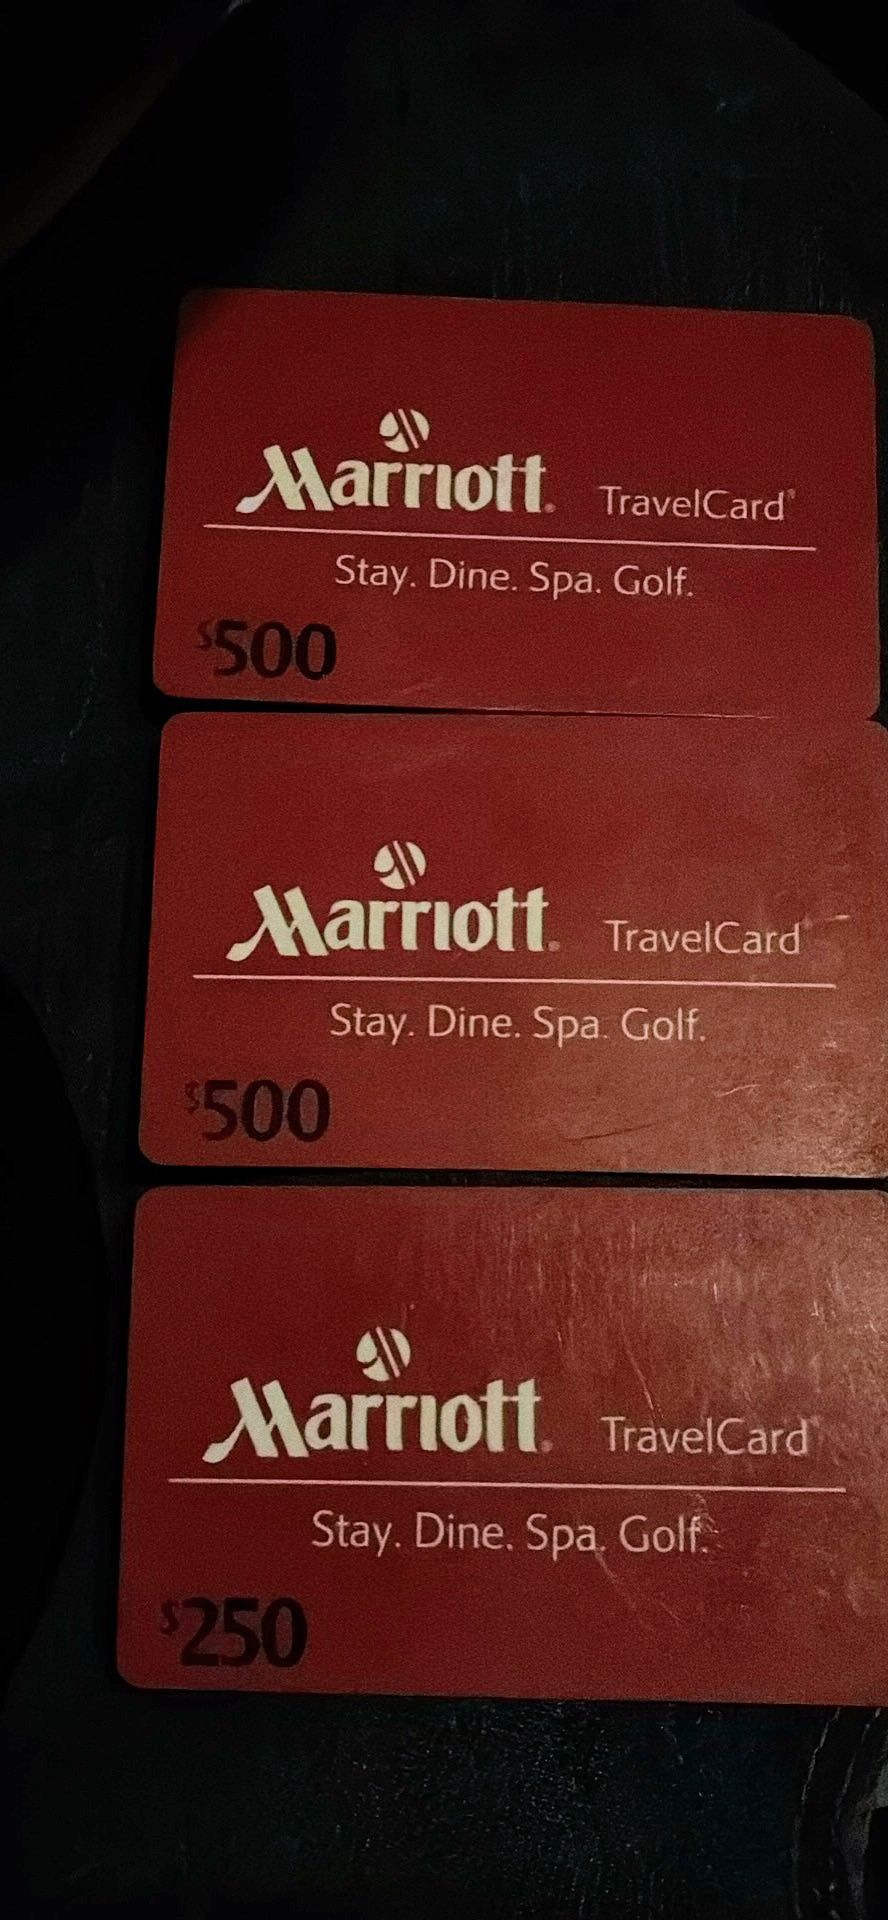 Marriott® TravelCard®
Stay. Dine. Spa. Golf.
$500
Marriott® TravelCard®
Stay. Dine. Spa. Golf.
$500
Marriott® TravelCard®
Stay. Dine. Spa. Golf.
$250